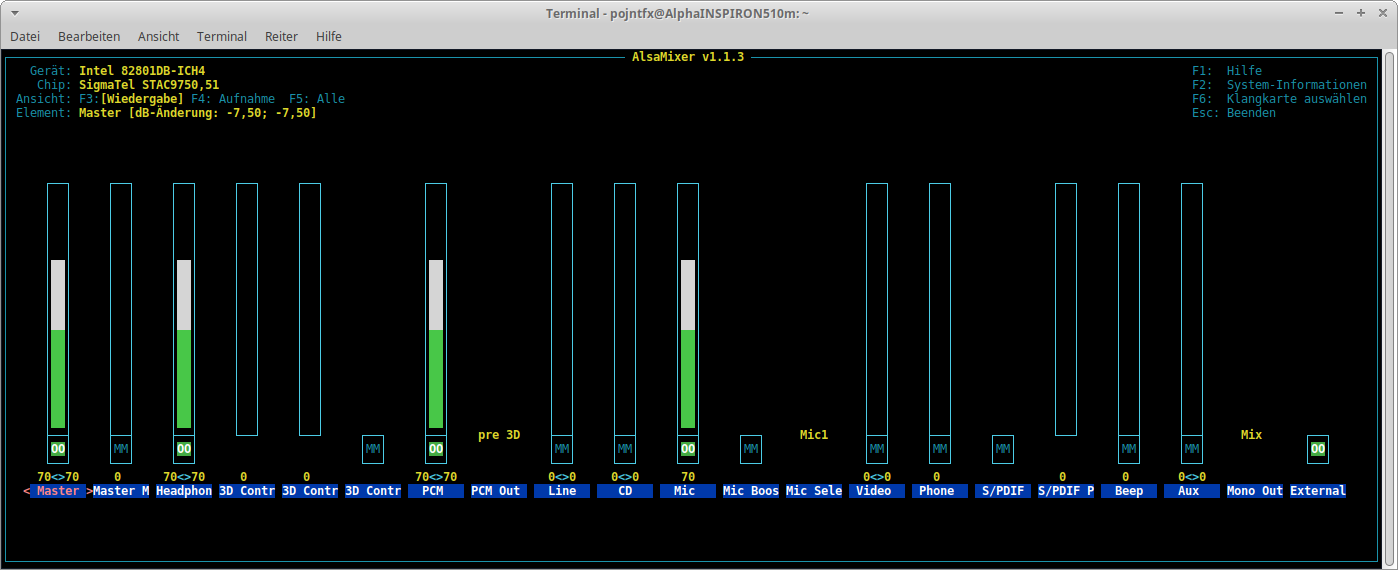 Terminal - pojntfx@AlphaINSPIRON510m: ~
Datei Bearbeiten Ansicht Terminal Reiter Hilfe
AlsaMixer v1.1.3
Gerät: Intel 82801DB-ICH4 F1: Hilfe
Chip: SigmaTel STAC9750,51 F2: System-Informationen
Ansicht: F3:[Wiedergabe] F4: Aufnahme F5: Alle F6: Klangkarte auswählen
Element: Master [dB-Änderung: -7,50; -7,50] Esc: Beenden
pre 3D Mic1 Mix
OO MM OO MM OO MM MM OO MM MM MM MM MM MM OO
70<>70 0 70<>70 0 0 70<>70 0<>0 0<>0 70 0<>0 0 0 0 0<>0
< Master >Master M Headphon 3D Contr 3D Contr 3D Contr PCM PCM Out Line CD Mic Mic Boos Mic Sele Video Phone S/PDIF S/PDIF P Beep Aux Mono Out External